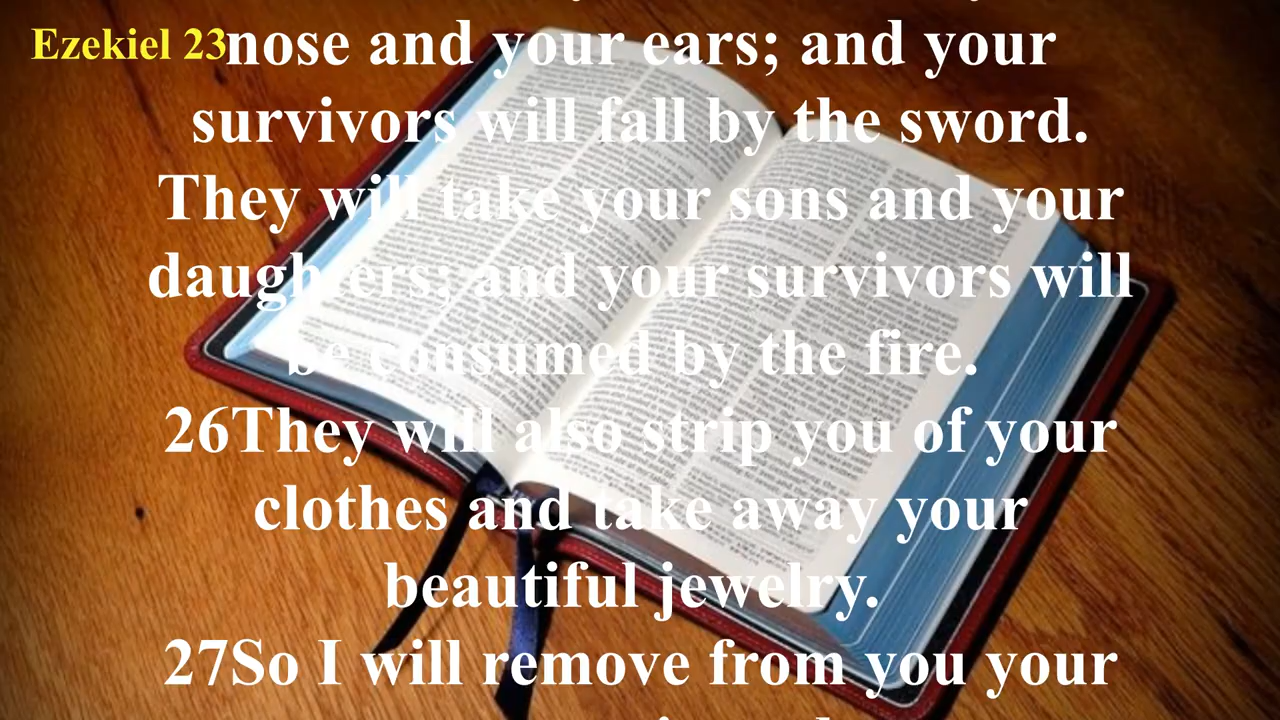 Ezekiel 23
nose and your ears; and your
survivors will fall by the sword.
They will take your sons and your
daughters; and your survivors will
be consumed by the fire.
26They will also strip you of your
clothes and take away your
beautiful jewelry.
27So I will remove from you your